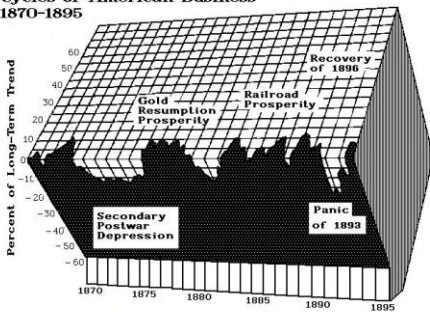 Cycles of American Business
1870-1895
Percent of Long-Term Trend
60
50
40
30
20
10
0
-10
-20
-30
-40
-50
-60
Recovery
of 1896
Railroad
Prosperity
Gold
Resumption
Prosperity
Secondary
Postwar
Depression
Panic
of 1893
1870
1875
1880
1885
1890
1895